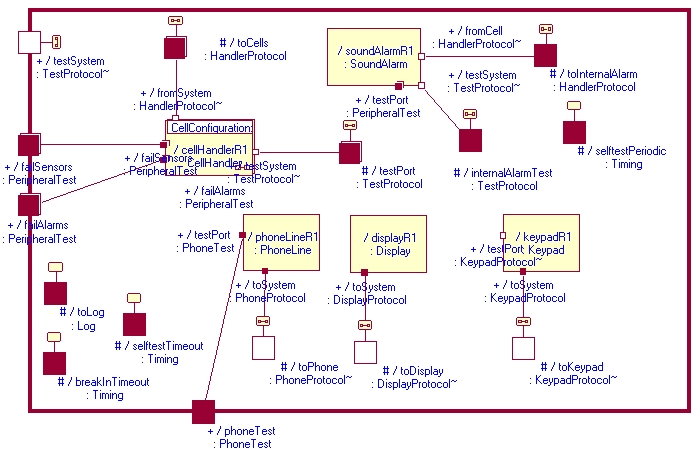 + / testSystem
: TestProtocol~
# / toCells
: HandlerProtocol
/ soundAlarmR1
: SoundAlarm
+ / fromCell
: HandlerProtocol~
# / toInternalAlarm
: HandlerProtocol
+ / testSystem
: TestProtocol~
+ / testPort
: PeripheralTest
+ / fromSystem
: HandlerProtocol~
CellConfiguration:
/ cellHandlerR1
: CellHandler
+ / failSensors
: PeripheralTest
+ / failSensors
: PeripheralTest
+ / testSystem
: TestProtocol~
# / testPort
: TestProtocol
# / internalAlarmTest
: TestProtocol
# / selftestPeriodic
: Timing
+ / failAlarms
: PeripheralTest
+ / failAlarms
: PeripheralTest
+ / testPort
: PhoneTest
/ phoneLineR1
: PhoneLine
/ displayR1
: Display
/ keypadR1
: Keypad
+ / testPort
: KeypadProtocol~
+ / toSystem
: PhoneProtocol
+ / toSystem
: DisplayProtocol
+ / toSystem
: KeypadProtocol
# / toLog
: Log
# / selftestTimeout
: Timing
# / breakInTimeout
: Timing
# / toPhone
: PhoneProtocol~
# / toDisplay
: DisplayProtocol~
# / toKeypad
: KeypadProtocol~
+ / phoneTest
: PhoneTest